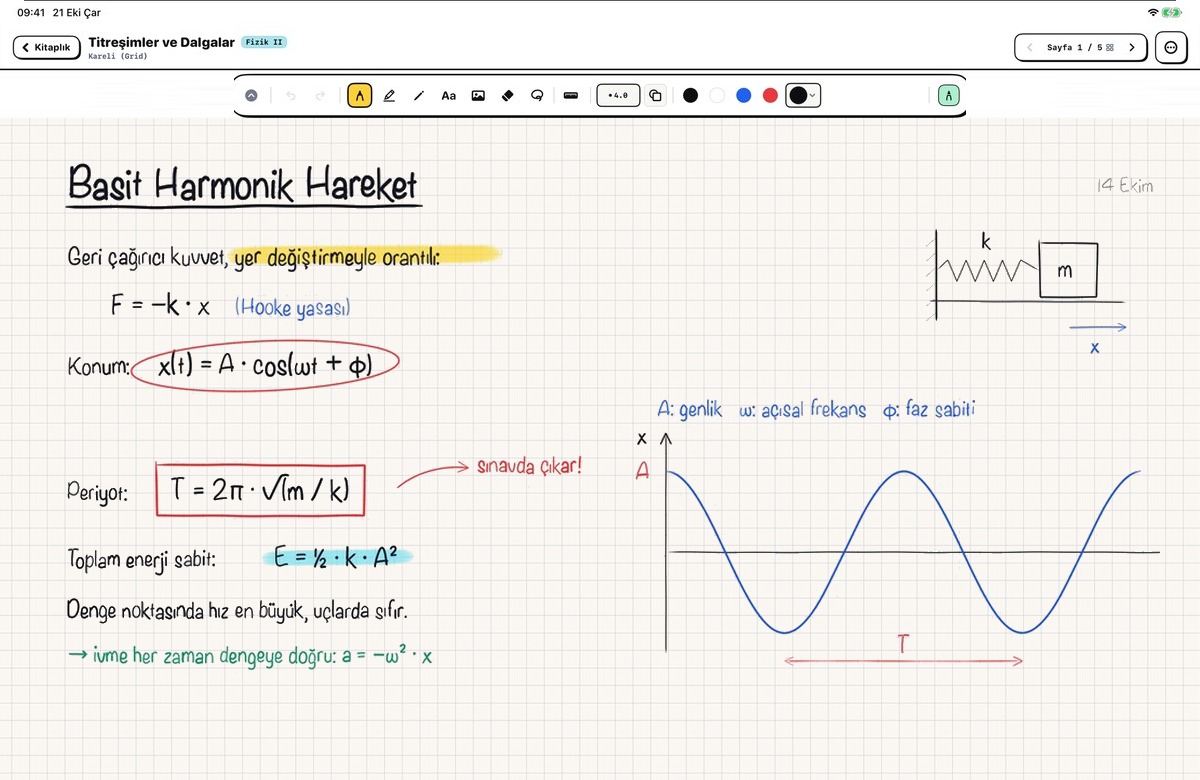 09:41 21 Eki Çar
Kitaplık
Titreşimler ve Dalgalar Fizik II
Kareli (Grid)
Sayfa 1 / 5
Aa
4.0
Basit Harmonik Hareket
14 Ekim
Geri çağırıcı kuvvet, yer değiştirmeyle orantılı:
F = −k · x (Hooke yasası)
Konum: x(t) = A · cos(ωt + φ)
Periyot: T = 2π · √(m / k)
sınavda çıkar!
Toplam enerji sabit: E = ½ · k · A²
Denge noktasında hız en büyük, uçlarda sıfır.
→ ivme her zaman dengeye doğru: a = −ω² · x
k
m
x
A: genlik ω: açısal frekans φ: faz sabiti
x
A
T